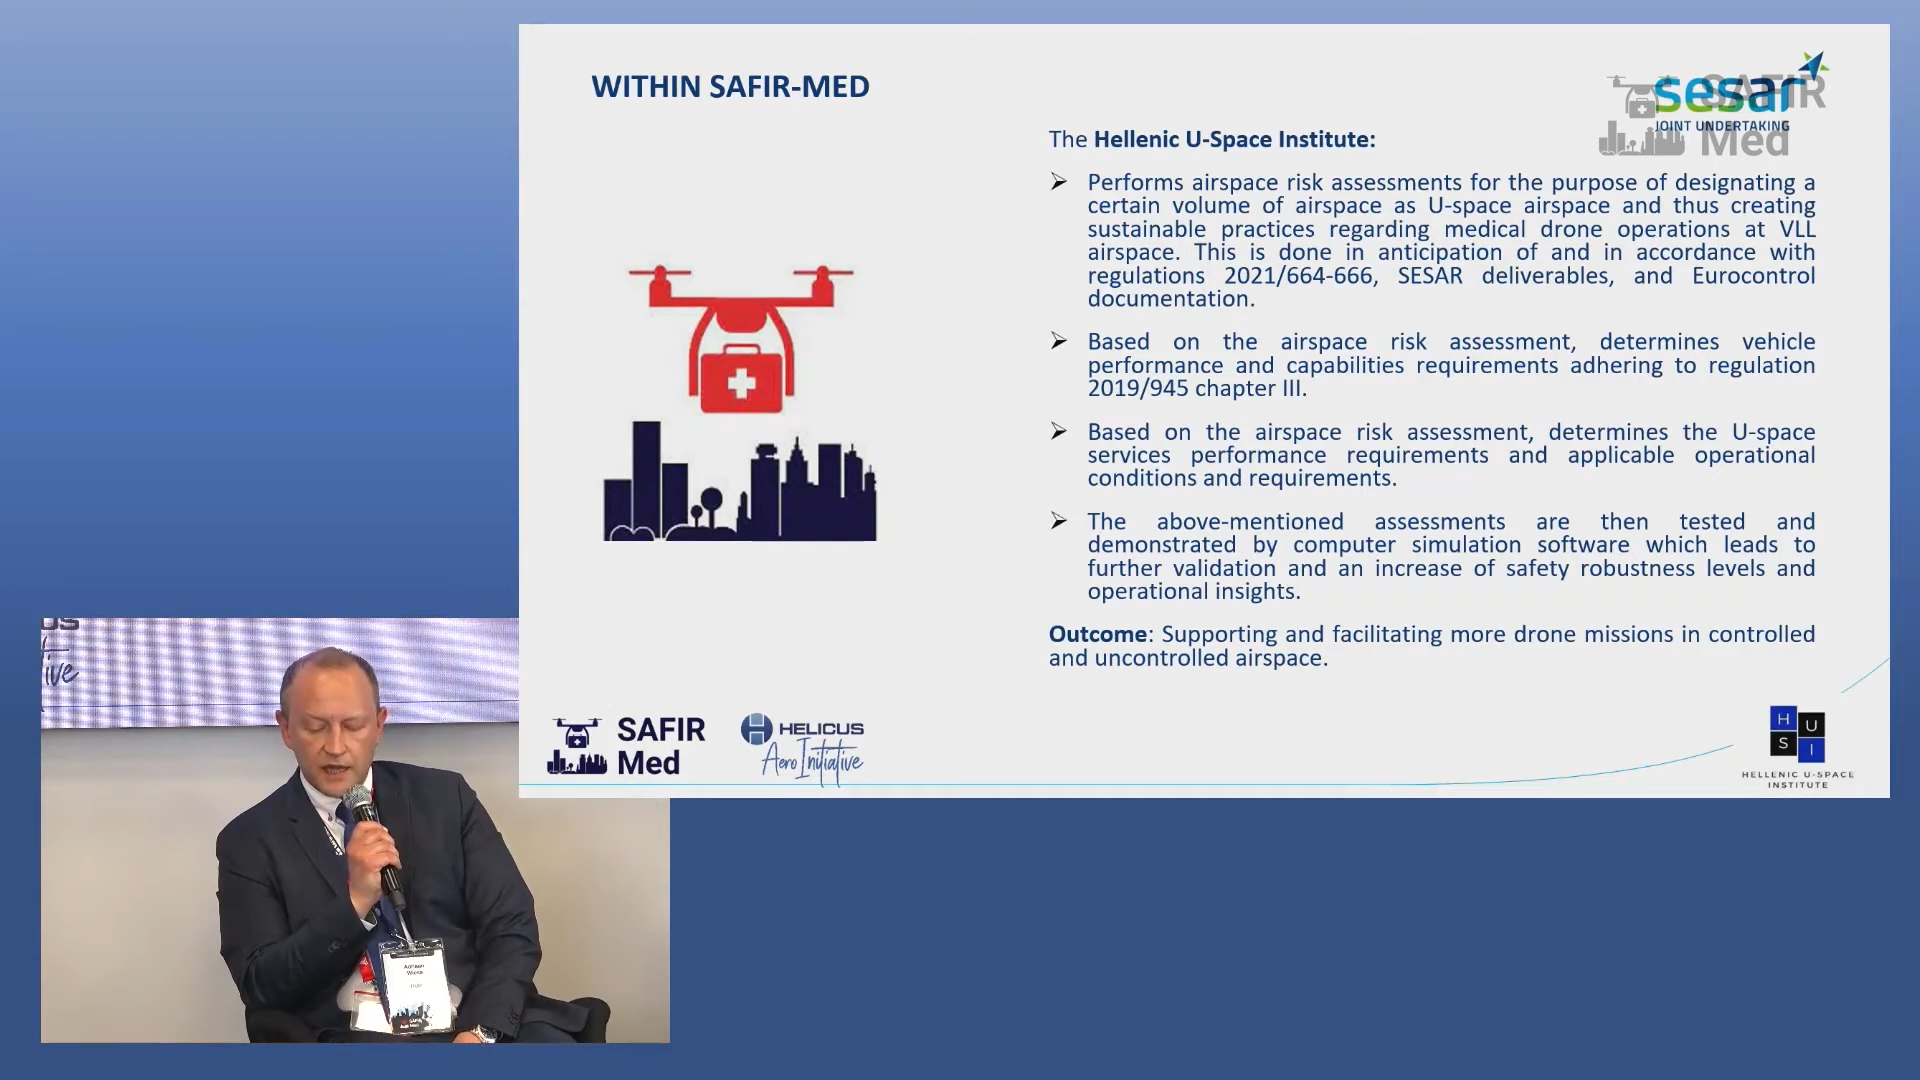 WITHIN SAFIR-MED
sesar
JOINT UNDERTAKING
SAFIR
Med
The Hellenic U-Space Institute:
Performs airspace risk assessments for the purpose of designating a
certain volume of airspace as U-space airspace and thus creating
sustainable practices regarding medical drone operations at VLL
airspace. This is done in anticipation of and in accordance with
regulations 2021/664-666, SESAR deliverables, and Eurocontrol
documentation.
Based on the airspace risk assessment, determines vehicle
performance and capabilities requirements adhering to regulation
2019/945 chapter III.
Based on the airspace risk assessment, determines the U-space
services performance requirements and applicable operational
conditions and requirements.
The above-mentioned assessments are then tested and
demonstrated by computer simulation software which leads to
further validation and an increase of safety robustness levels and
operational insights.
Outcome: Supporting and facilitating more drone missions in controlled
and uncontrolled airspace.
SAFIR
Med
HELICUS
Aero Initiative
H U
S I
HELLENIC U-SPACE
INSTITUTE